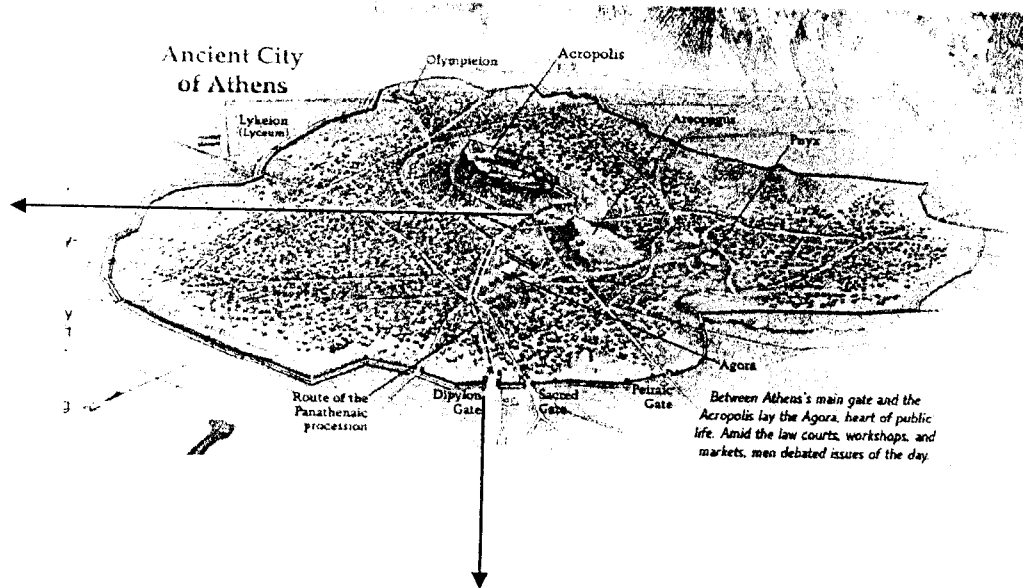 Ancient City
of Athens
Olympieion
Acropolis
Lykeion
(Lyceum)
Areopagus
Pnyx
Agora
Route of the
Panathenaic
procession
Dipylon
Gate
Sacred
Gate
Peiraic
Gate
Between Athens's main gate and the
Acropolis lay the Agora, heart of public
life. Amid the law courts, workshops, and
markets, men debated issues of the day.
y
y
g